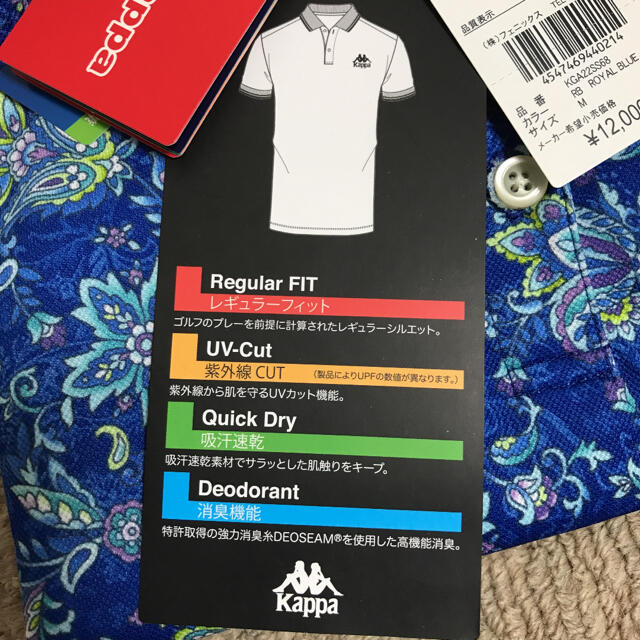 Kappa
Kappa
品質表示
(株)フェニックス TEL
4547469440214
品番 KGA22SS68
カラー RB ROYAL BLUE
サイズ M
メーカー希望小売価格
¥12,00
Regular FIT
レギュラーフィット
ゴルフのプレーを前提に計算されたレギュラーシルエット。
UV-Cut
紫外線 CUT (製品によりUPFの数値が異なります。)
紫外線から肌を守るUVカット機能。
Quick Dry
吸汗速乾
吸汗速乾素材でサラッとした肌触りをキープ。
Deodorant
消臭機能
特許取得の強力消臭糸DEOSEAM®を使用した高機能消臭。
Kappa